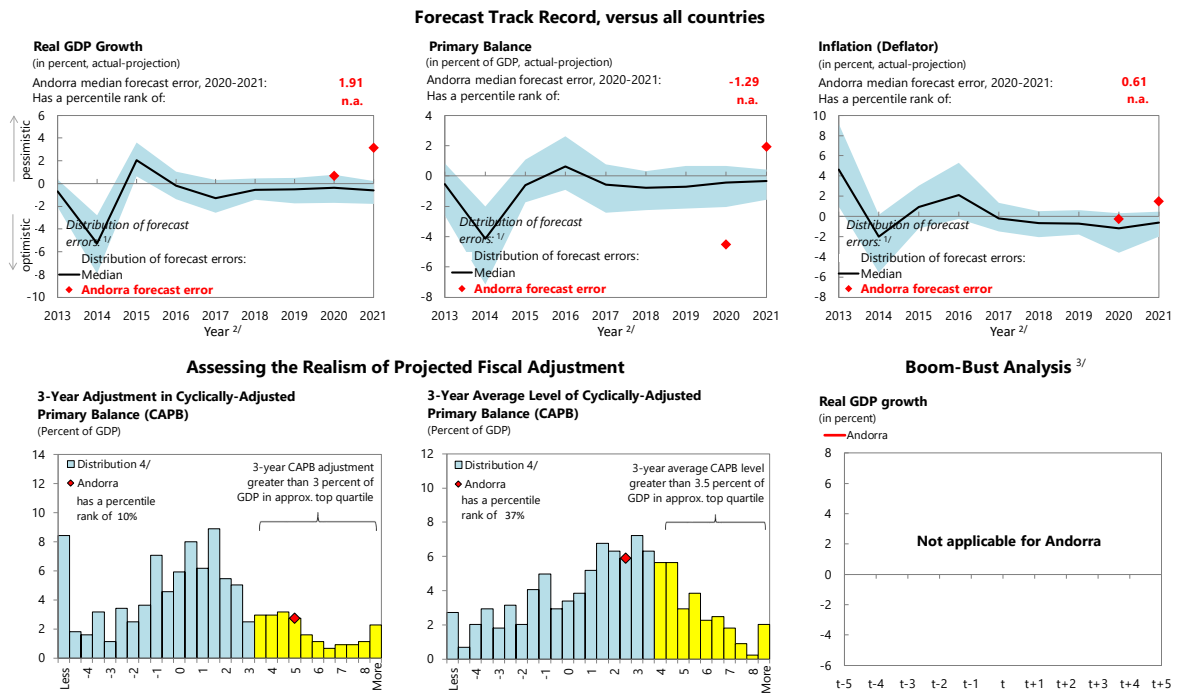 Forecast Track Record, versus all countries
Real GDP Growth
(in percent, actual-projection)
Andorra median forecast error, 2020-2021: 1.91
Has a percentile rank of: n.a.
pessimistic
optimistic
6
4
2
0
-2
-4
-6
-8
-10
Distribution of forecast
errors: 1/
Distribution of forecast errors:
Median
Andorra forecast error
2013 2014 2015 2016 2017 2018 2019 2020 2021
Year 2/
Primary Balance
(in percent of GDP, actual-projection)
Andorra median forecast error, 2020-2021: -1.29
Has a percentile rank of: n.a.
4
2
0
-2
-4
-6
-8
Distribution of forecast
errors: 1/
Distribution of forecast errors:
Median
Andorra forecast error
2013 2014 2015 2016 2017 2018 2019 2020 2021
Year 2/
Inflation (Deflator)
(in percent, actual-projection)
Andorra median forecast error, 2020-2021: 0.61
Has a percentile rank of: n.a.
10
8
6
4
2
0
-2
-4
-6
-8
Distribution of forecast
errors: 1/
Distribution of forecast errors:
Median
Andorra forecast error
2013 2014 2015 2016 2017 2018 2019 2020 2021
Year 2/
Assessing the Realism of Projected Fiscal Adjustment
3-Year Adjustment in Cyclically-Adjusted
Primary Balance (CAPB)
(Percent of GDP)
14
12
10
8
6
4
2
0
Distribution 4/
Andorra
has a percentile
rank of 10%
3-year CAPB adjustment
greater than 3 percent of
GDP in approx. top quartile
Less -4 -3 -2 -1 0 1 2 3 4 5 6 7 8 More
3-Year Average Level of Cyclically-Adjusted
Primary Balance (CAPB)
(Percent of GDP)
12
10
8
6
4
2
0
Distribution 4/
Andorra
has a percentile
rank of 37%
3-year average CAPB level
greater than 3.5 percent of
GDP in approx. top quartile
Less -4 -3 -2 -1 0 1 2 3 4 5 6 7 8 More
Boom-Bust Analysis 3/
Real GDP growth
(in percent)
Andorra
8
6
4
2
0
-2
-4
-6
Not applicable for Andorra
t-5 t-4 t-3 t-2 t-1 t t+1 t+2 t+3 t+4 t+5